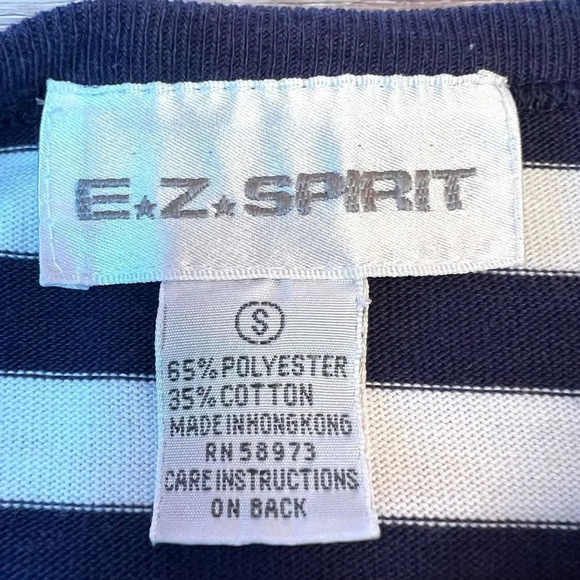 E★Z★SPIRIT
S
65% POLYESTER
35% COTTON
MADE IN HONG KONG
RN 58973
CARE INSTRUCTIONS
ON BACK